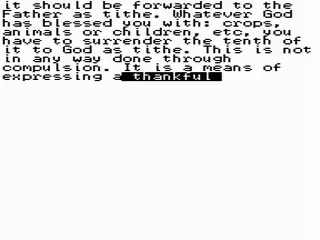 it should be forwarded to the
Father as tithe. Whatever God
has blessed you with: crops,
animals or children, etc, you
have to surrender the tenth of
it to God as tithe. This is not
in any way done through
compulsion. It is a means of
expressing a thankful